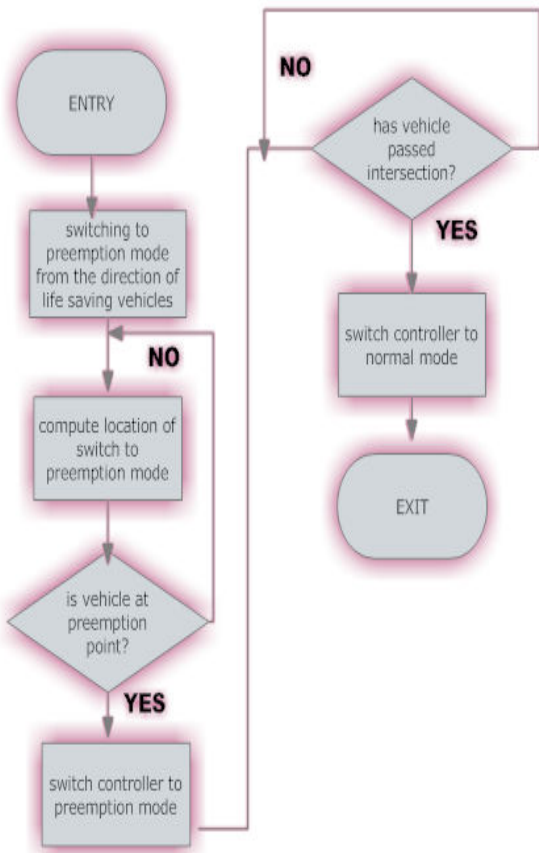 ENTRY
switching to
preemption mode
from the direction of
life saving vehicles
NO
compute location of
switch to
preemption mode
is vehicle at
preemption
point?
YES
switch controller to
preemption mode
NO
has vehicle
passed
intersection?
YES
switch controller to
normal mode
EXIT